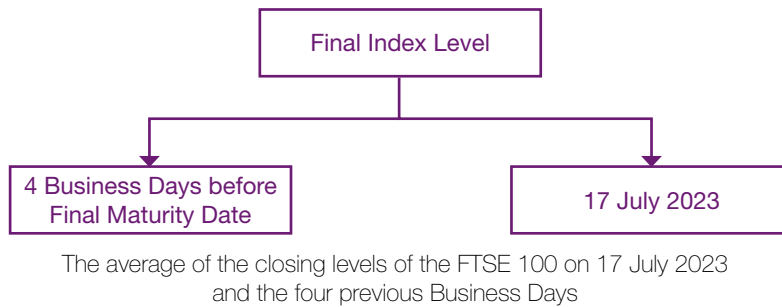 Final Index Level
4 Business Days before
Final Maturity Date
17 July 2023
The average of the closing levels of the FTSE 100 on 17 July 2023
and the four previous Business Days